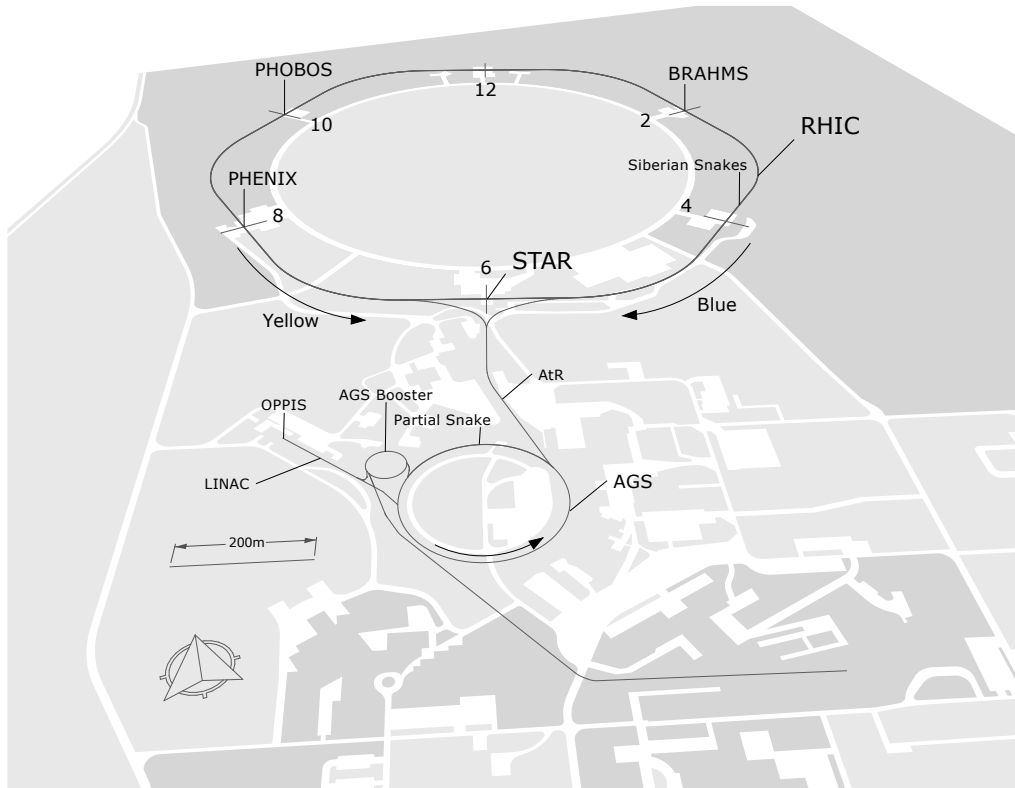 PHOBOS
BRAHMS
12
10
2
RHIC
Siberian Snakes
PHENIX
8
4
6
STAR
Yellow
Blue
AtR
AGS Booster
OPPIS
Partial Snake
LINAC
AGS
200m